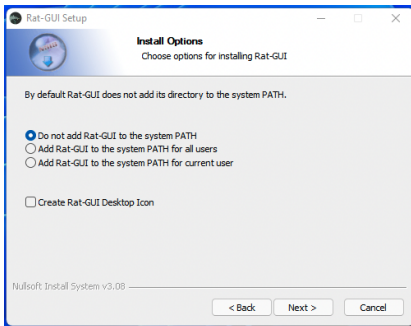 Rat-GUI Setup
Install Options
Choose options for installing Rat-GUI
By default Rat-GUI does not add its directory to the system PATH.
Do not add Rat-GUI to the system PATH
Add Rat-GUI to the system PATH for all users
Add Rat-GUI to the system PATH for current user
Create Rat-GUI Desktop Icon
Nullsoft Install System v3.08
< Back
Next >
Cancel